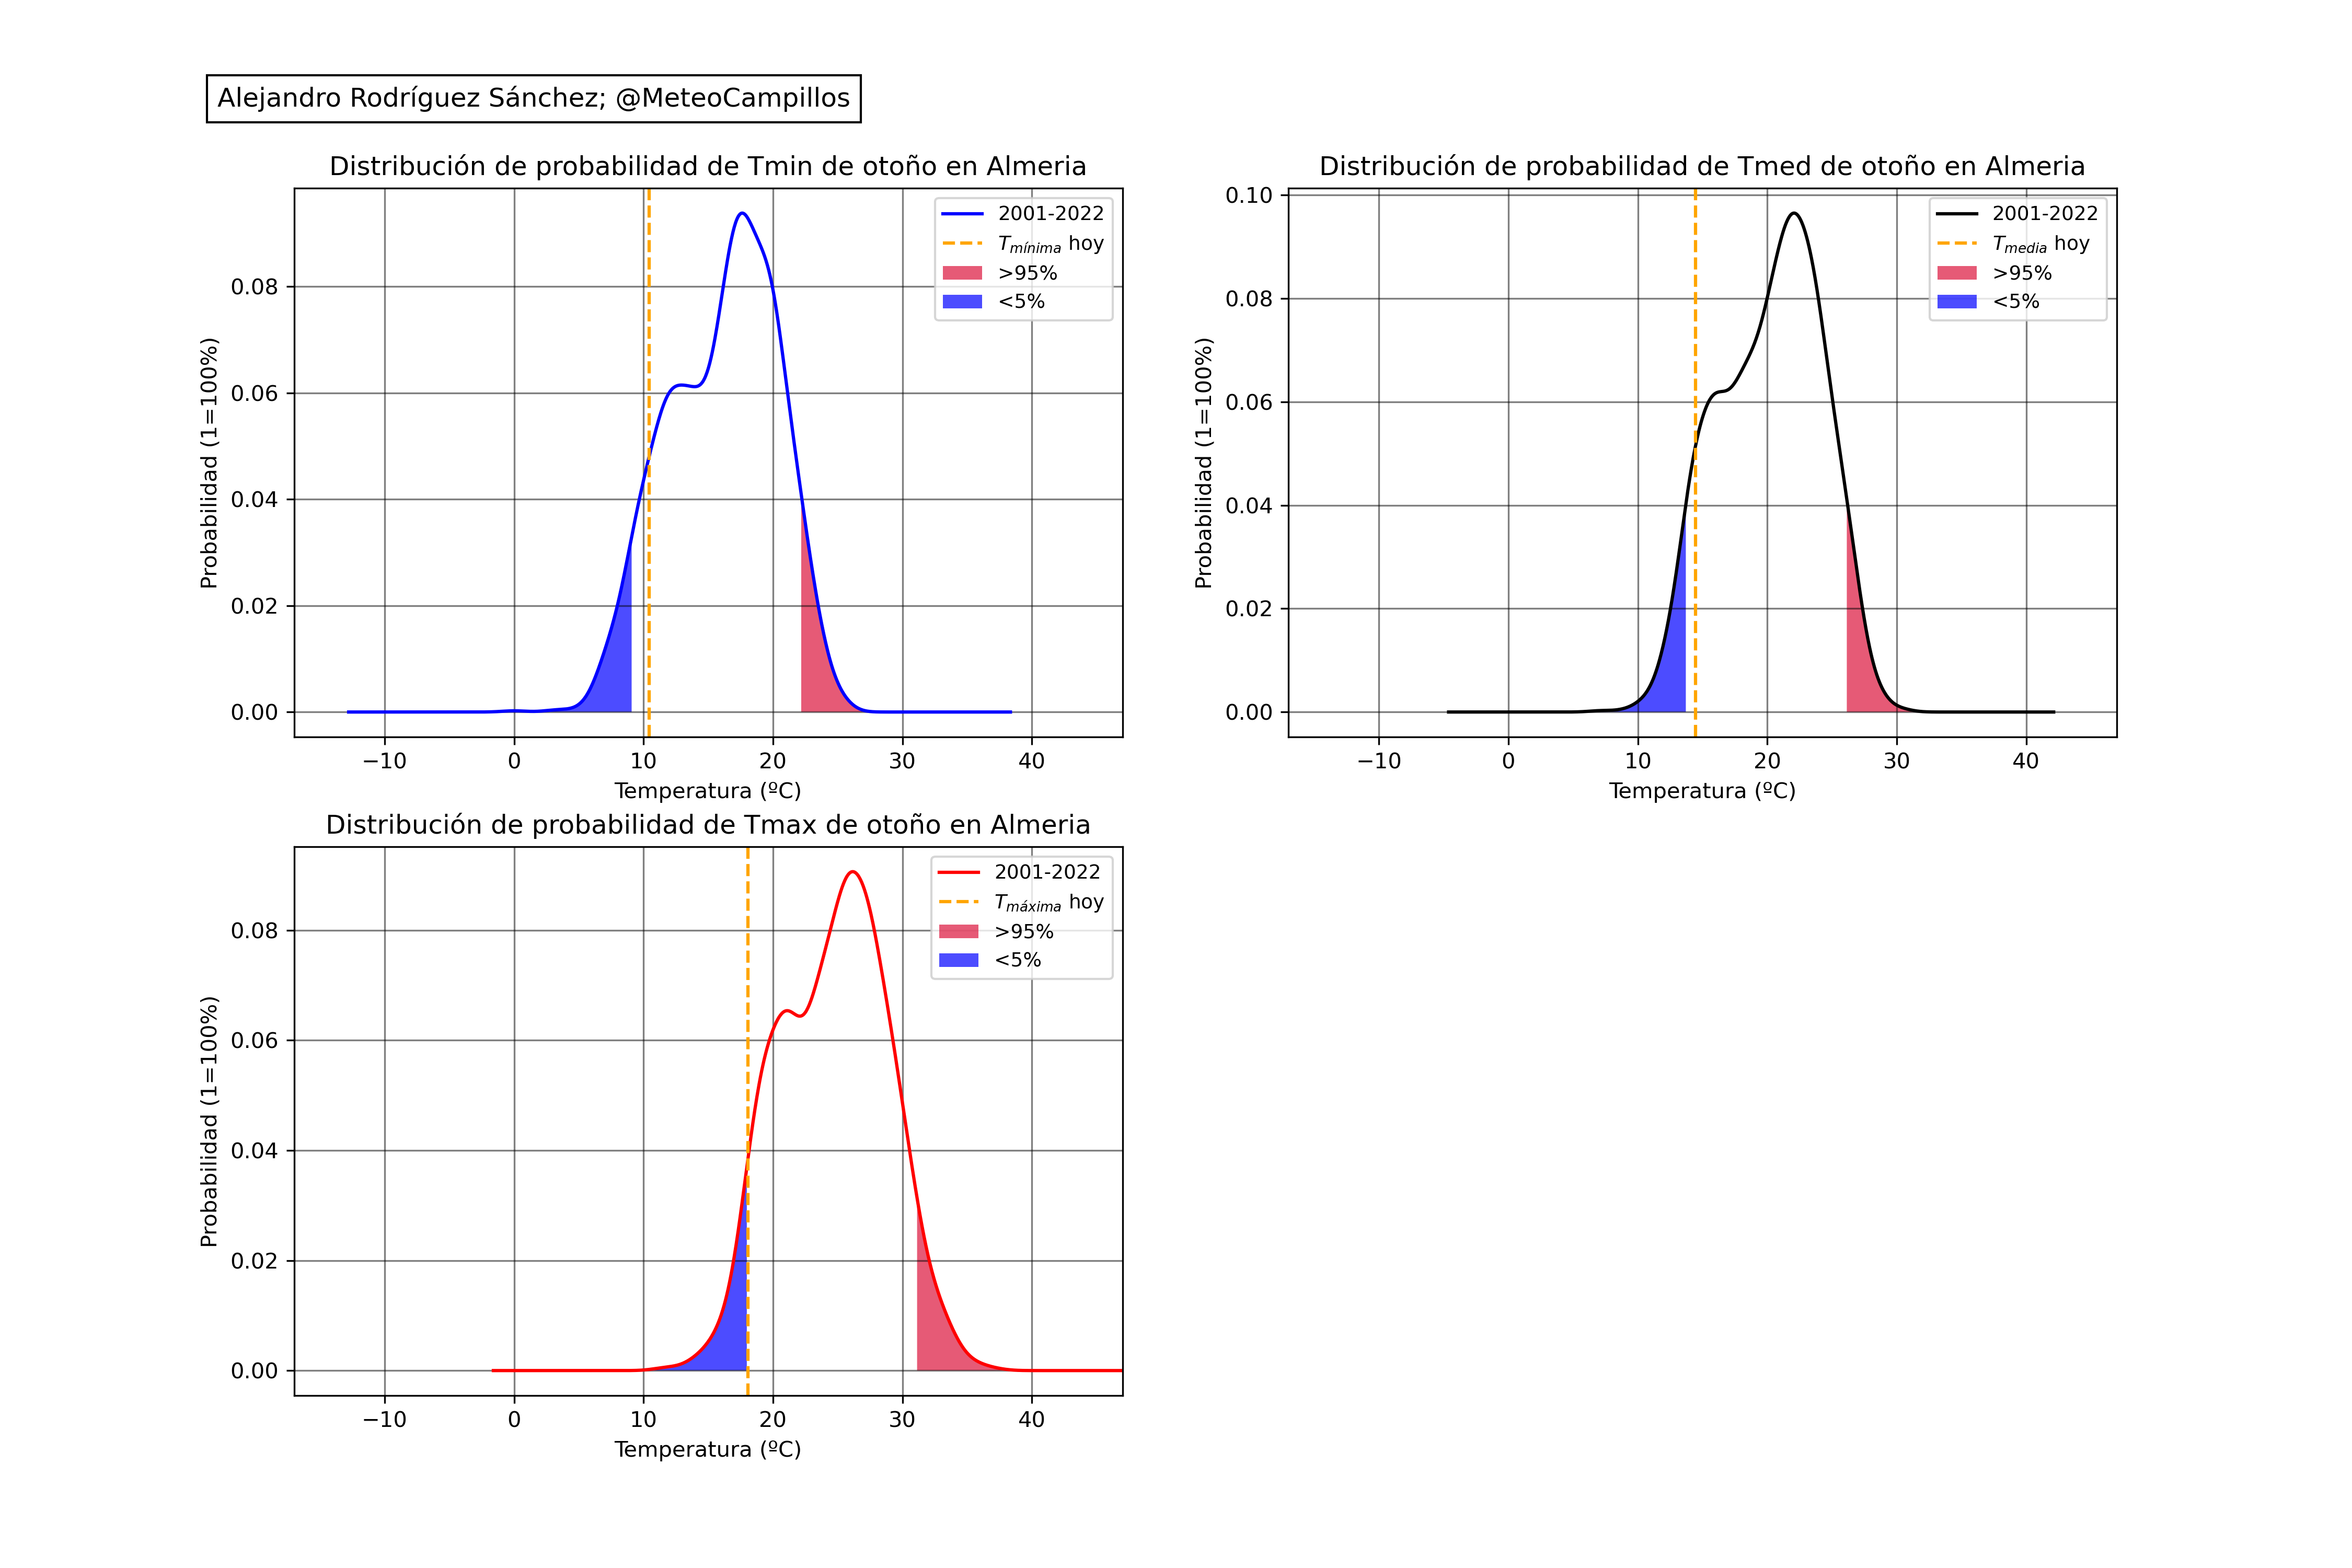 Alejandro Rodríguez Sánchez; @MeteoCampillos
Distribución de probabilidad de Tmin de otoño en Almeria
Probabilidad (1=100%)
0.08
0.06
0.04
0.02
0.00
−10 0 10 20 30 40
Temperatura (ºC)
2001-2022
Tmínima hoy
>95%
<5%
Distribución de probabilidad de Tmed de otoño en Almeria
Probabilidad (1=100%)
0.10
0.08
0.06
0.04
0.02
0.00
−10 0 10 20 30 40
Temperatura (ºC)
2001-2022
Tmedia hoy
>95%
<5%
Distribución de probabilidad de Tmax de otoño en Almeria
Probabilidad (1=100%)
0.08
0.06
0.04
0.02
0.00
−10 0 10 20 30 40
Temperatura (ºC)
2001-2022
Tmáxima hoy
>95%
<5%